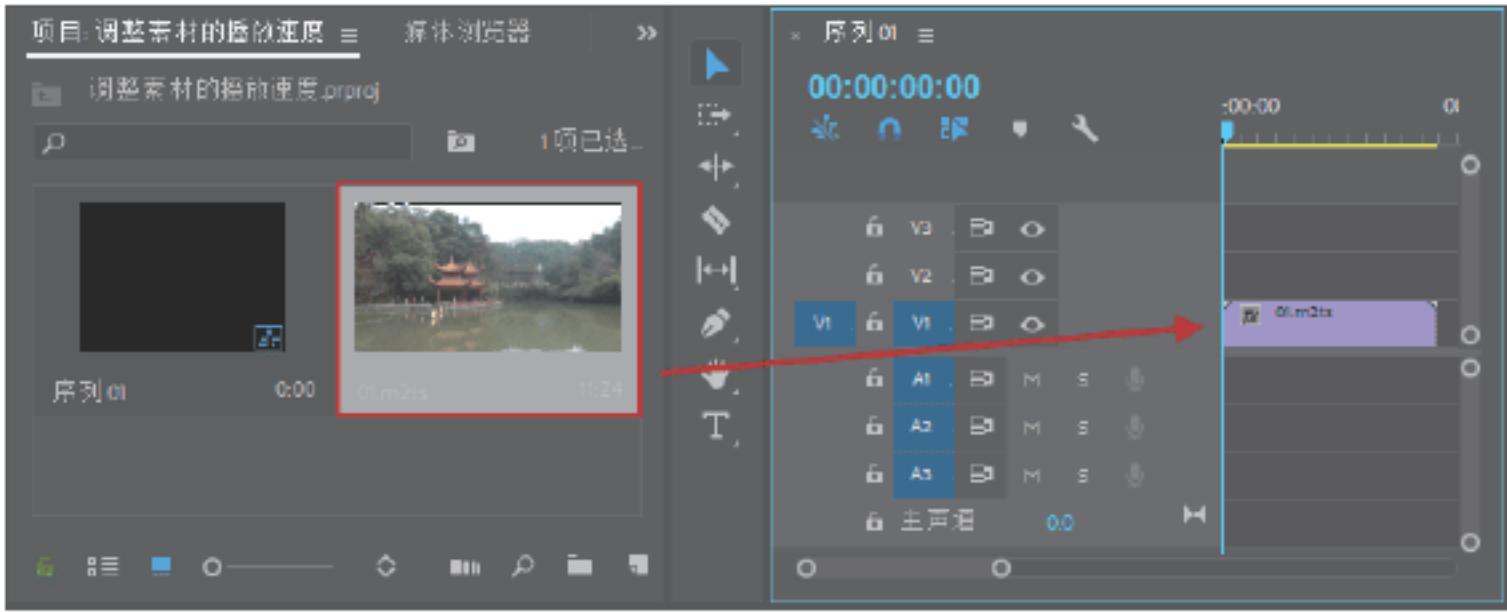 项目: 调整素材的播放速度
媒体浏览器
调整素材的播放速度.prproj
1 项已选...
序列 01
0:00
01.m2ts
11:24
序列 01
00:00:00:00
:00:00
V3
V2
V1
V1
01.m2ts
A1
M
S
A2
M
S
A3
M
S
主声道
0.0